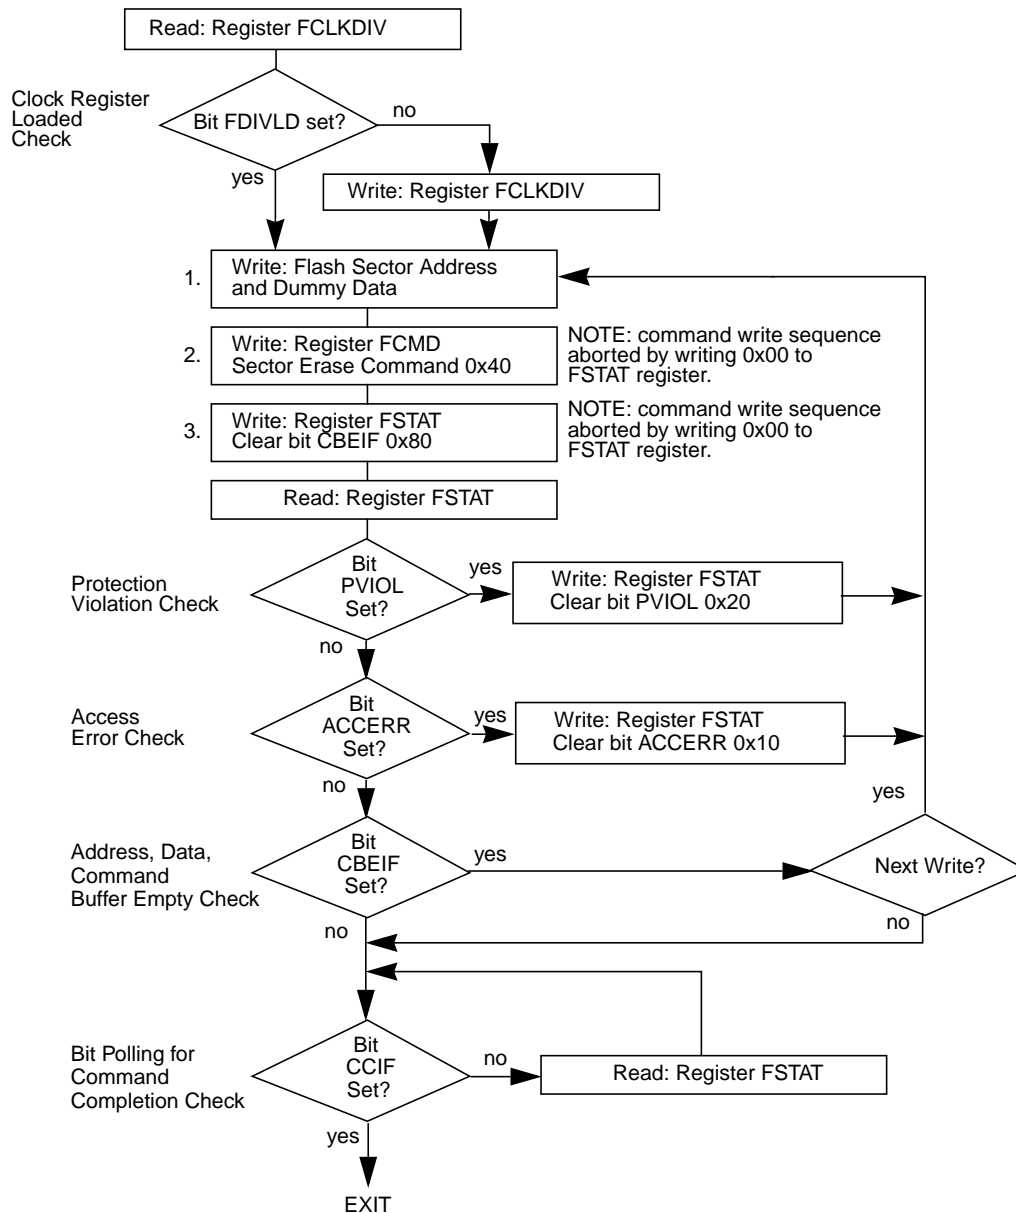 Read: Register FCLKDIV
Clock Register
Loaded
Check
Bit FDIVLD set?
no
yes
Write: Register FCLKDIV
1.
Write: Flash Sector Address
and Dummy Data
2.
Write: Register FCMD
Sector Erase Command 0x40
NOTE: command write sequence
aborted by writing 0x00 to
FSTAT register.
3.
Write: Register FSTAT
Clear bit CBEIF 0x80
NOTE: command write sequence
aborted by writing 0x00 to
FSTAT register.
Read: Register FSTAT
Protection
Violation Check
Bit
PVIOL
Set?
yes
Write: Register FSTAT
Clear bit PVIOL 0x20
no
Access
Error Check
Bit
ACCERR
Set?
yes
Write: Register FSTAT
Clear bit ACCERR 0x10
no
yes
Address, Data,
Command
Buffer Empty Check
Bit
CBEIF
Set?
yes
Next Write?
no
no
Bit Polling for
Command
Completion Check
Bit
CCIF
Set?
no
Read: Register FSTAT
yes
EXIT